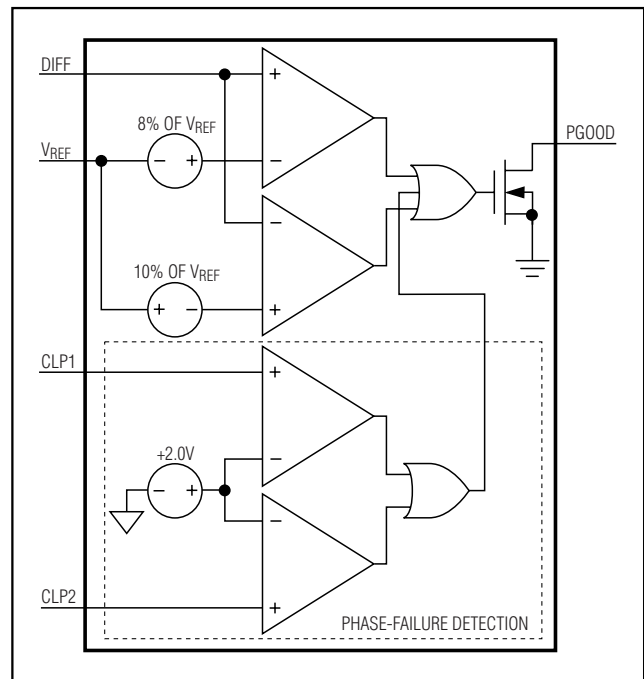 DIFF
8% OF VREF
VREF
PGOOD
+
−
− +
−
10% OF VREF
+ −
+
CLP1
+
+2.0V
−
− +
−
CLP2
+
PHASE-FAILURE DETECTION